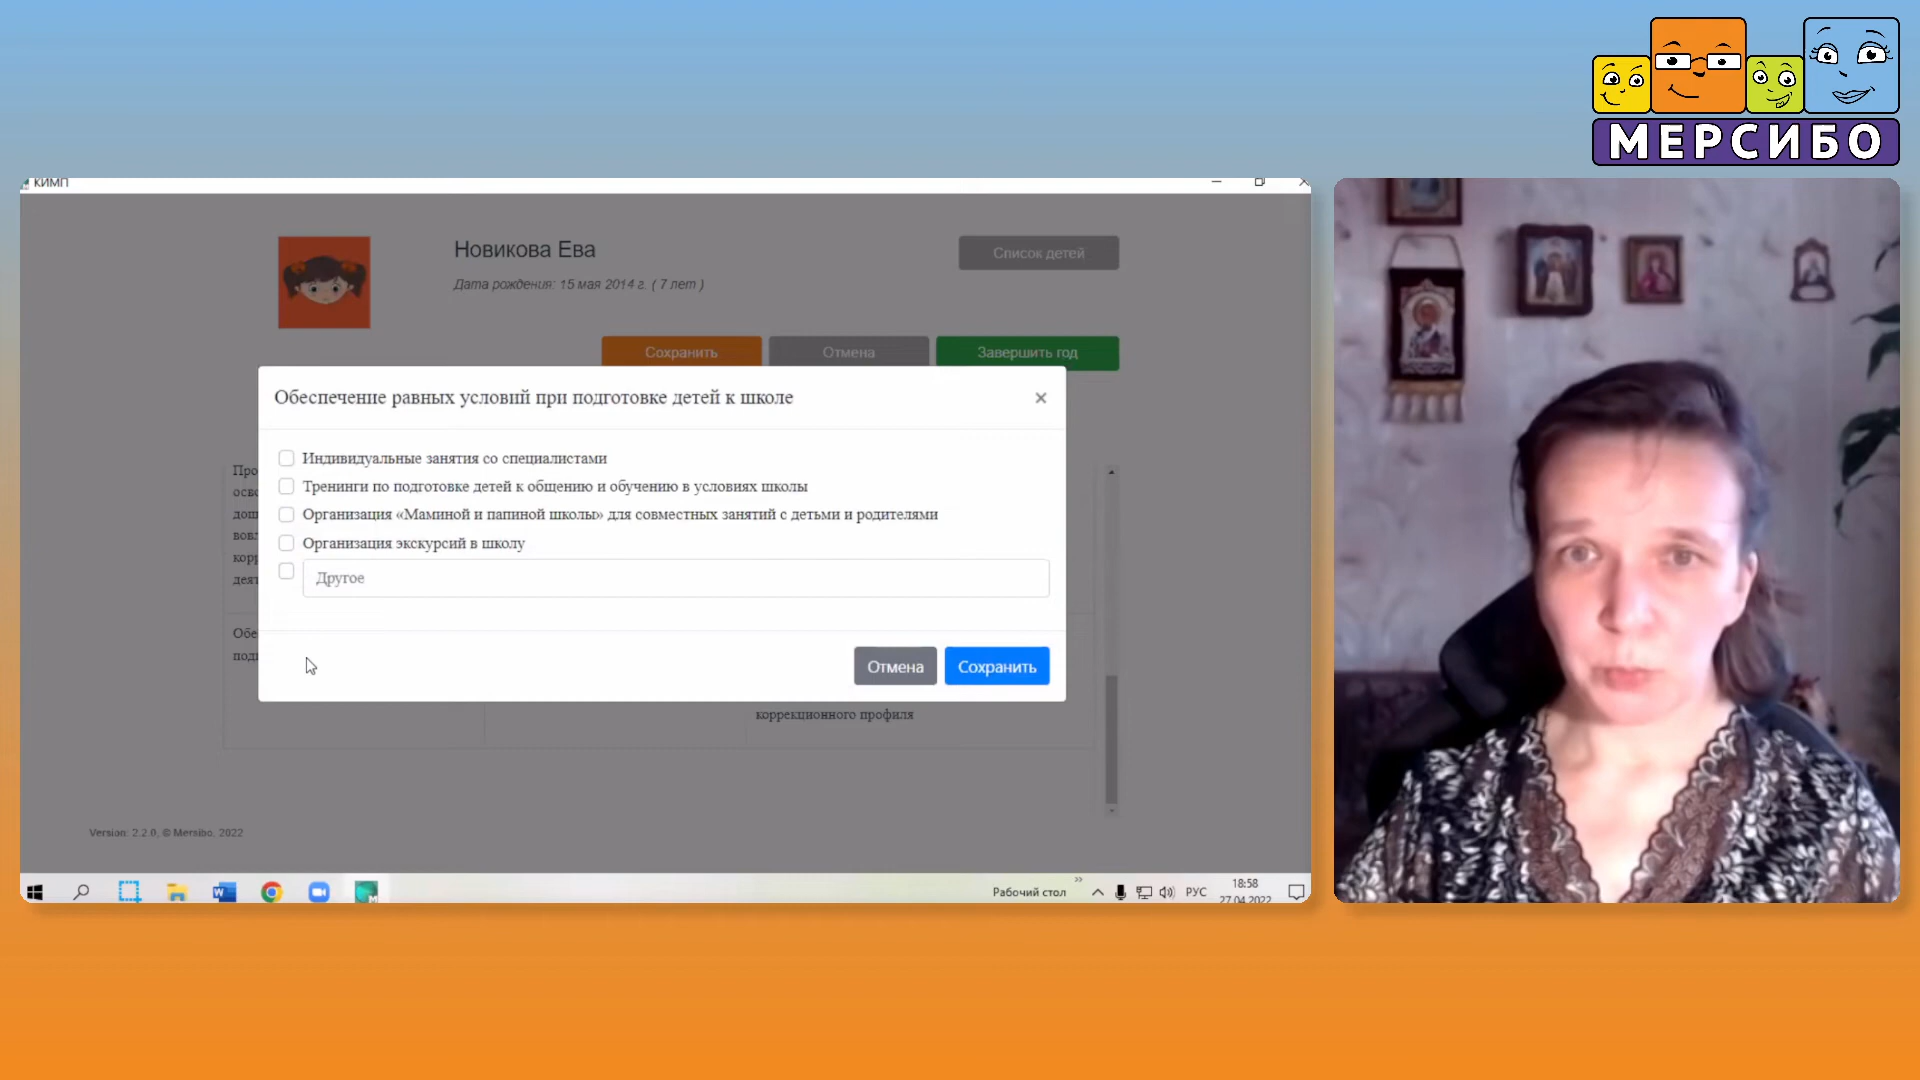 МЕРСИБО
КИМП
Новикова Ева
Список детей
Дата рождения: 15 мая 2014 г. ( 7 лет )
Сохранить
Отмена
Завершить год
Обеспечение равных условий при подготовке детей к школе
×
Индивидуальные занятия со специалистами
Тренинги по подготовке детей к общению и обучению в условиях школы
Организация «Маминой и папиной школы» для совместных занятий с детьми и родителями
Организация экскурсий в школу
Другое
Отмена
Сохранить
коррекционного профиля
Version: 2.2.0, © Mersibo, 2022
Рабочий стол
РУС
18:58
27.04.2022